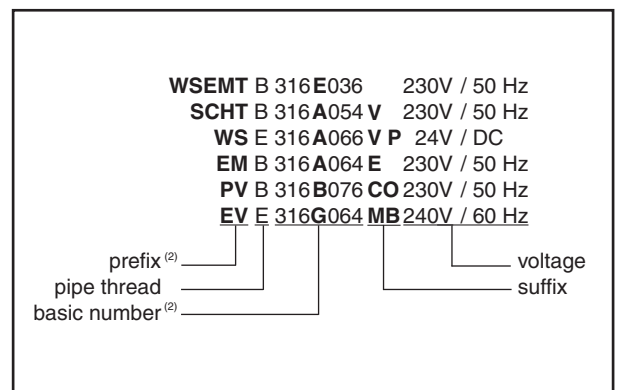 WSEMT B 316E036 230V / 50 Hz
SCHT B 316A054 V 230V / 50 Hz
WS E 316A066 V P 24V / DC
EM B 316A064 E 230V / 50 Hz
PV B 316B076 CO 230V / 50 Hz
EV E 316G064 MB 240V / 60 Hz
prefix (2) voltage
pipe thread suffix
basic number (2)